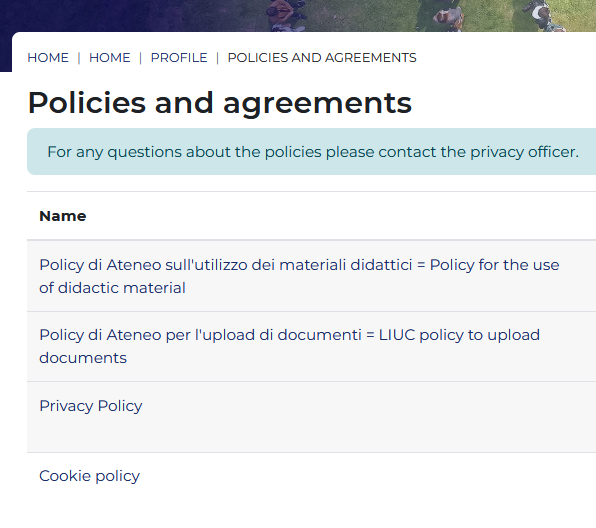 HOME | HOME | PROFILE | POLICIES AND AGREEMENTS
Policies and agreements
For any questions about the policies please contact the privacy officer.
Name
Policy di Ateneo sull'utilizzo dei materiali didattici = Policy for the use
of didactic material
Policy di Ateneo per l'upload di documenti = LIUC policy to upload
documents
Privacy Policy
Cookie policy